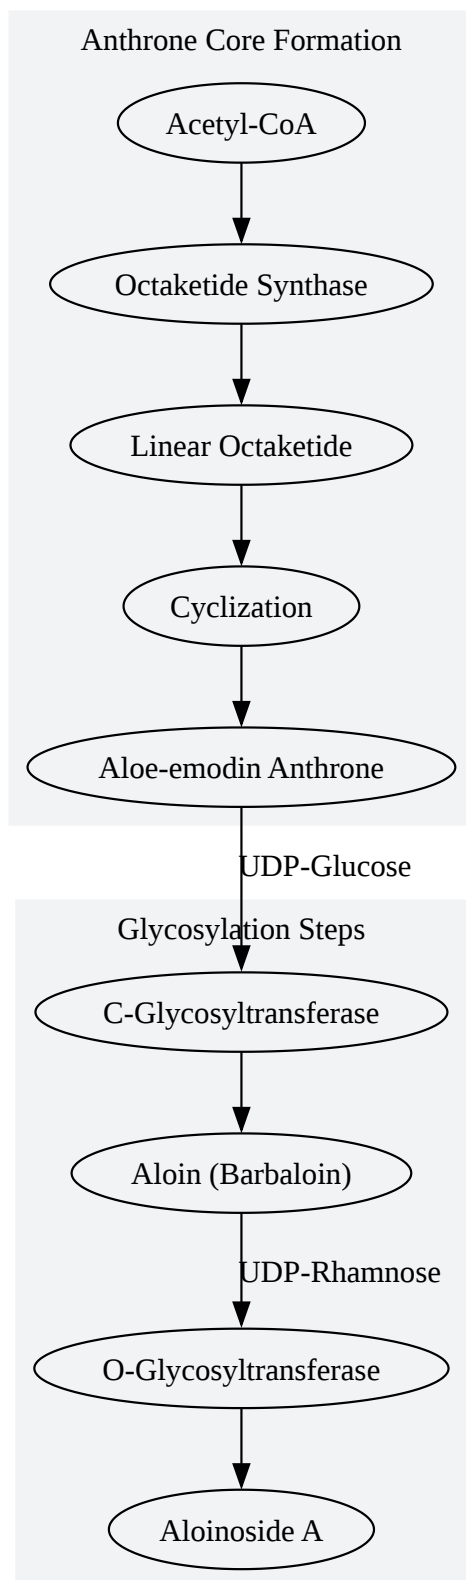 Anthrone Core Formation
Acetyl-CoA
Octaketide Synthase
Linear Octaketide
Cyclization
Aloe-emodin Anthrone
UDP-Glucose
Glycosylation Steps
C-Glycosyltransferase
Aloin (Barbaloin)
UDP-Rhamnose
O-Glycosyltransferase
Aloinoside A